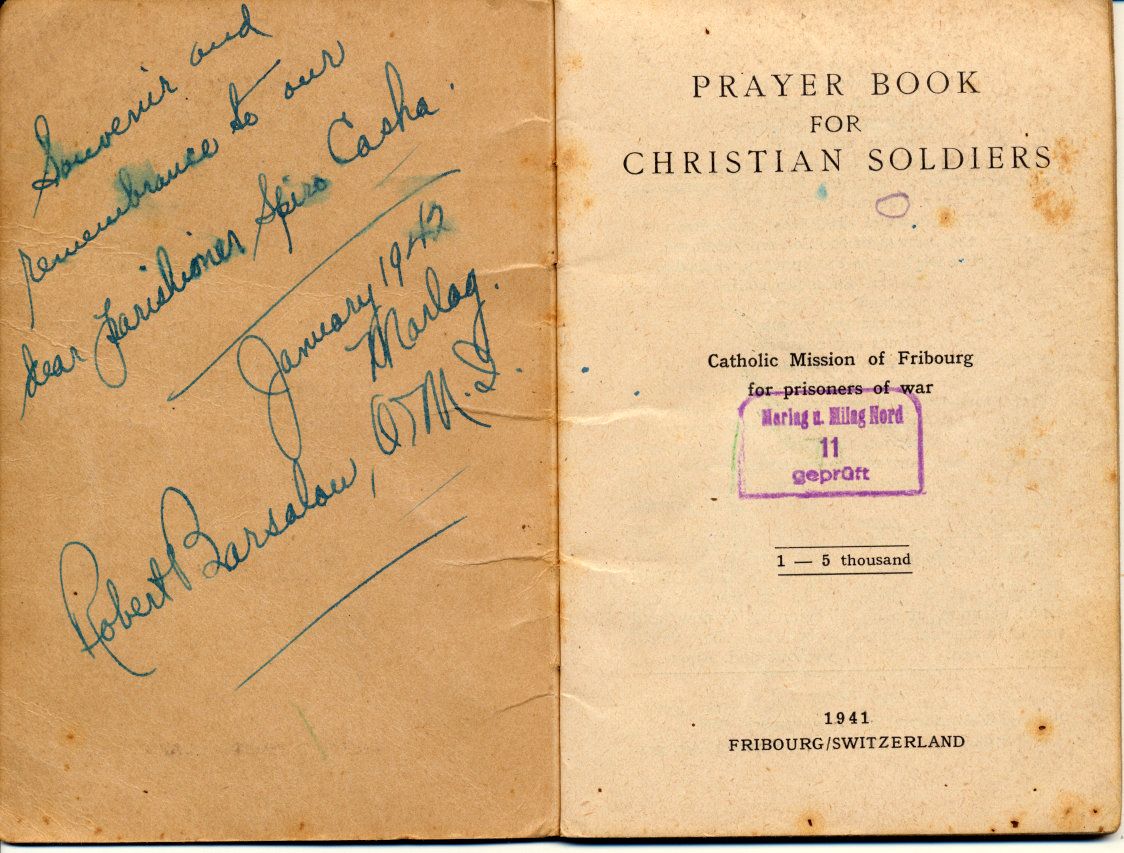 Souvenir and
remembrance to our
dear Parishioner Spiro Casha.
January 1942
Marlag.
Robert Barsalou, O.M.I.
PRAYER BOOK
FOR
CHRISTIAN SOLDIERS
Catholic Mission of Fribourg
for prisoners of war
Marlag u. Milag Nord
11
geprüft
1 — 5 thousand
1941
FRIBOURG/SWITZERLAND